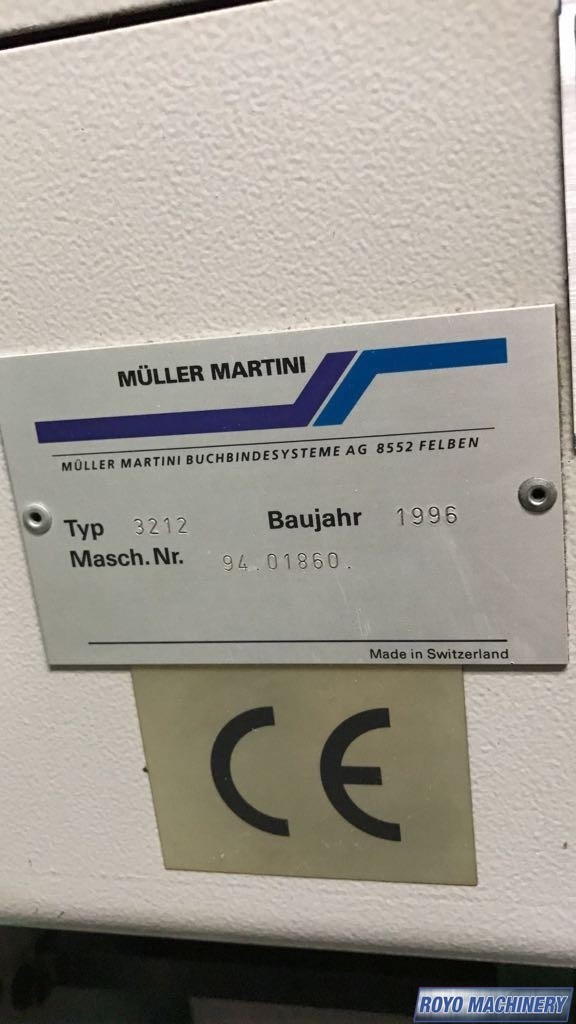 MÜLLER MARTINI
MÜLLER MARTINI BUCHBINDESYSTEME AG 8552 FELBEN
Typ 3212 Baujahr 1996
Masch.Nr. 94.01860.
Made in Switzerland
CE
ROYO MACHINERY